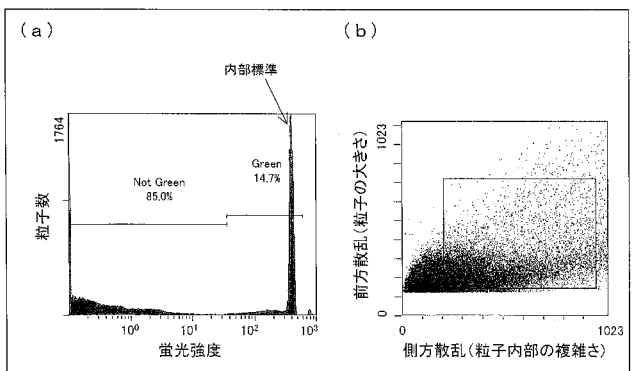 (a)
内部標準
1764
Green
14.7%
Not Green
85.0%
粒子数
10⁰ 10¹ 10² 10³
蛍光強度
(b)
1023
前方散乱(粒子の大きさ)
0
0 1023
側方散乱(粒子内部の複雑さ)